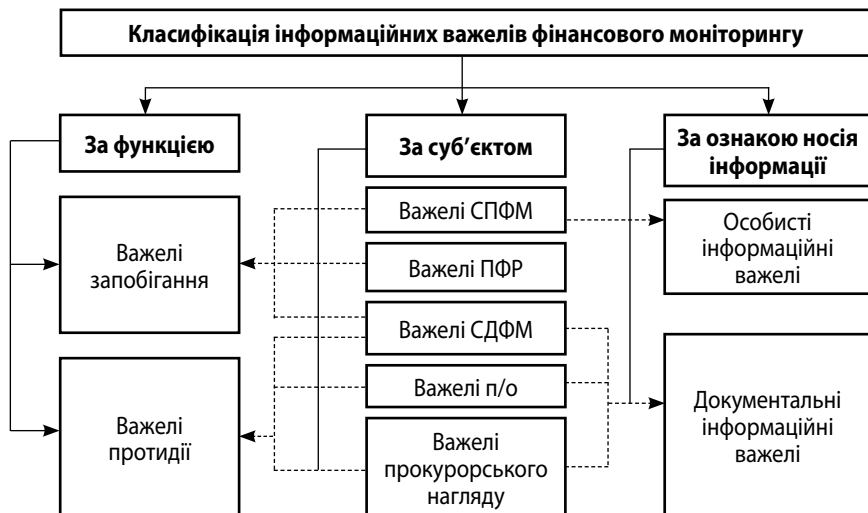 Класифікація інформаційних важелів фінансового моніторингу
За функцією
За суб’єктом
За ознакою носія
інформації
Важелі
запобігання
Важелі
протидії
Важелі СПФМ
Важелі ПФР
Важелі СДФМ
Важелі п/о
Важелі
прокурорського
нагляду
Особисті
інформаційні
важелі
Документальні
інформаційні
важелі